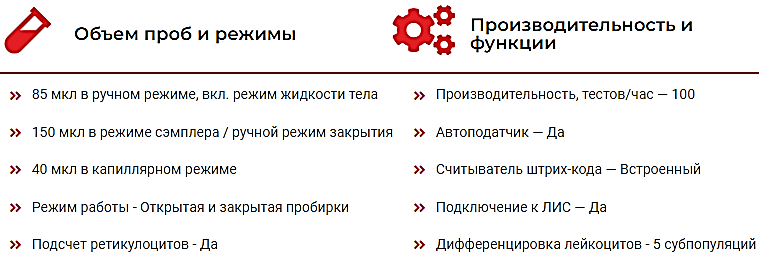 Объем проб и режимы
85 мкл в ручном режиме, вкл. режим жидкости тела
150 мкл в режиме сэмплера / ручной режим закрытия
40 мкл в капиллярном режиме
Режим работы - Открытая и закрытая пробирки
Подсчет ретикулоцитов - Да
Производительность и
функции
Производительность, тестов/час — 100
Автоподатчик — Да
Считыватель штрих-кода — Встроенный
Подключение к ЛИС — Да
Дифференцировка лейкоцитов - 5 субпопуляций